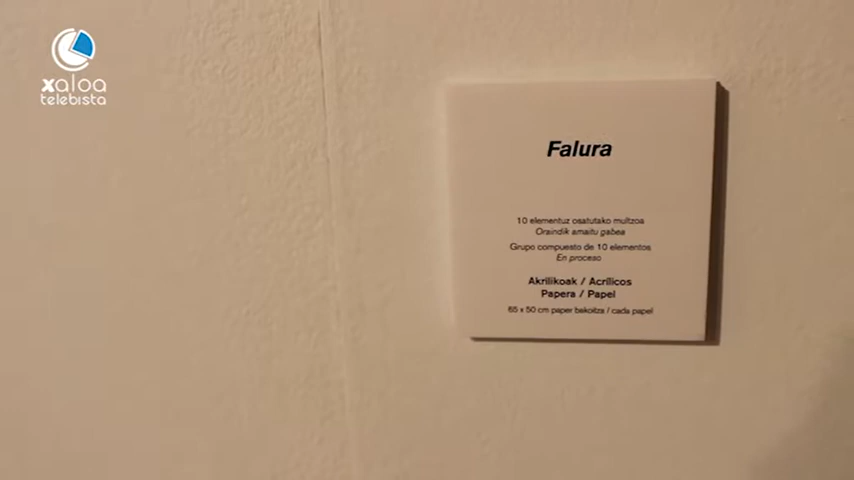 xaloa
telebista
Falura
10 elementuz osatutako multzoa
Oraindik amaitu gabea
Grupo compuesto de 10 elementos
En proceso
Akrilikoak / Acrílicos
Papera / Papel
65 x 50 cm paper bakoitza / cada papel